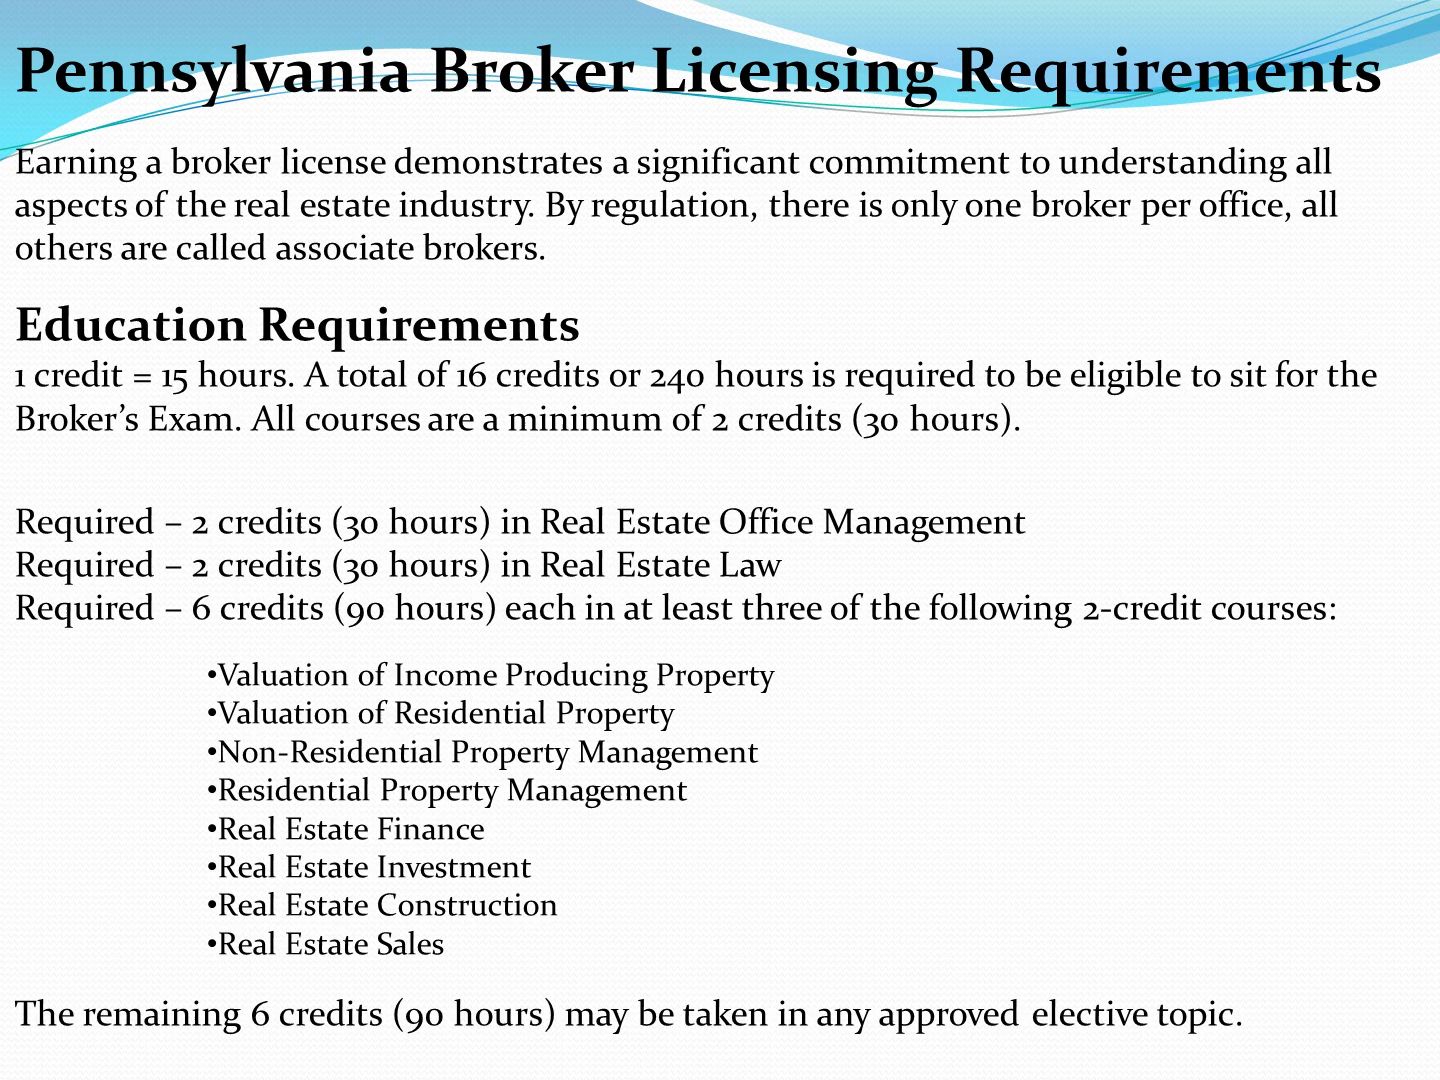 Pennsylvania Broker Licensing Requirements
Earning a broker license demonstrates a significant commitment to understanding all
aspects of the real estate industry. By regulation, there is only one broker per office, all
others are called associate brokers.
Education Requirements
1 credit = 15 hours. A total of 16 credits or 240 hours is required to be eligible to sit for the
Broker’s Exam. All courses are a minimum of 2 credits (30 hours).
Required – 2 credits (30 hours) in Real Estate Office Management
Required – 2 credits (30 hours) in Real Estate Law
Required – 6 credits (90 hours) each in at least three of the following 2-credit courses:
•Valuation of Income Producing Property
•Valuation of Residential Property
•Non-Residential Property Management
•Residential Property Management
•Real Estate Finance
•Real Estate Investment
•Real Estate Construction
•Real Estate Sales
The remaining 6 credits (90 hours) may be taken in any approved elective topic.